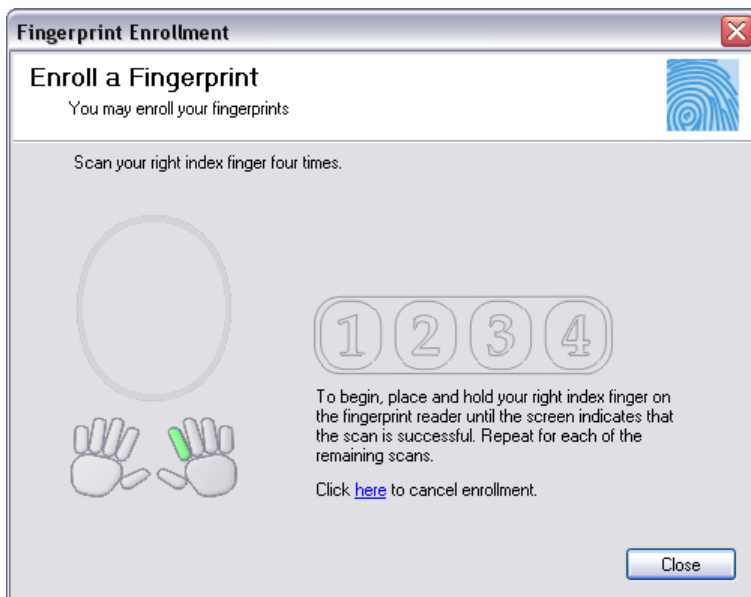 Fingerprint Enrollment
Enroll a Fingerprint
You may enroll your fingerprints
Scan your right index finger four times.
1 2 3 4
To begin, place and hold your right index finger on
the fingerprint reader until the screen indicates that
the scan is successful. Repeat for each of the
remaining scans.
Click here to cancel enrollment.
Close